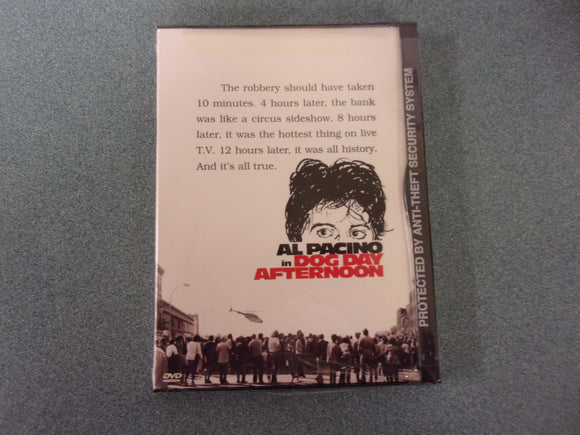 The robbery should have taken
10 minutes. 4 hours later, the bank
was like a circus sideshow. 8 hours
later, it was the hottest thing on live
T.V. 12 hours later, it was all history.
And it's all true.
AL PACINO
in DOG DAY
AFTERNOON
DVD
PROTECTED BY ANTI-THEFT SECURITY SYSTEM